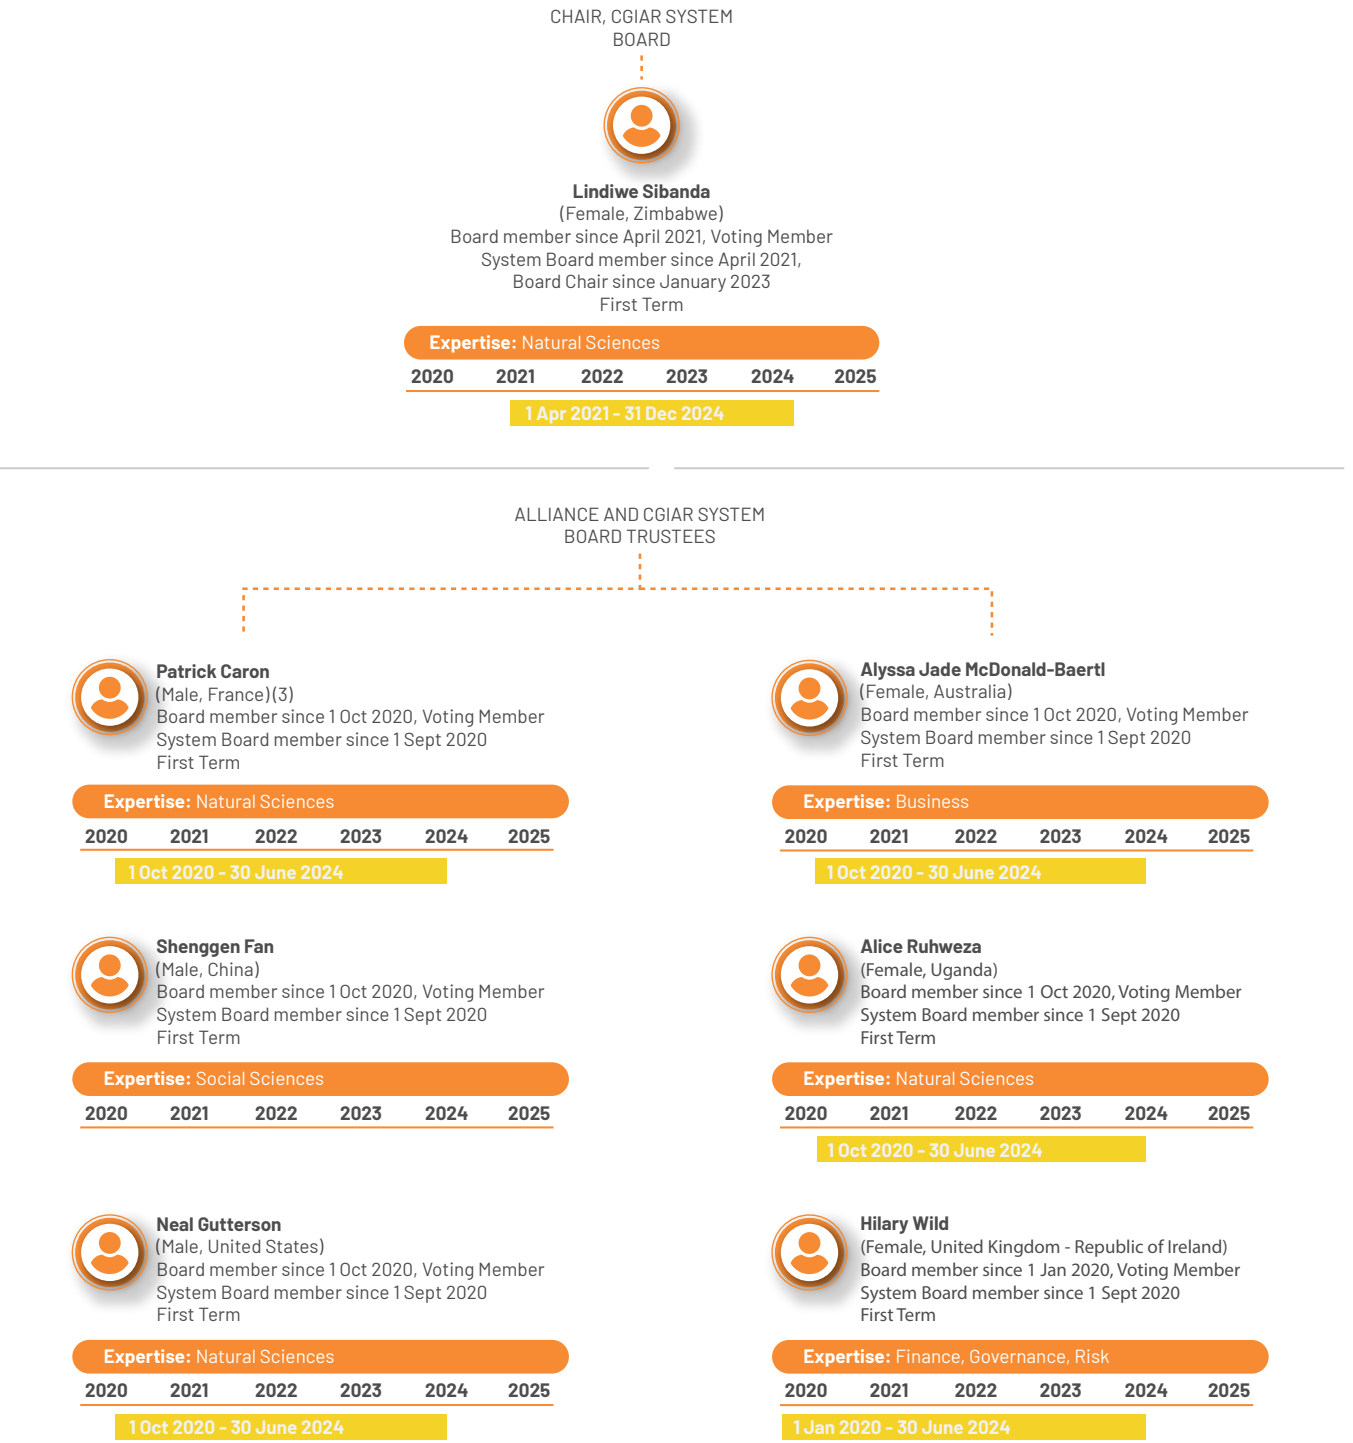 CHAIR, CGIAR SYSTEM
BOARD
Lindiwe Sibanda
(Female, Zimbabwe)
Board member since April 2021, Voting Member
System Board member since April 2021,
Board Chair since January 2023
First Term
Expertise: Natural Sciences
2020 2021 2022 2023 2024 2025
1 Apr 2021 - 31 Dec 2024
ALLIANCE AND CGIAR SYSTEM
BOARD TRUSTEES
Patrick Caron
(Male, France) (3)
Board member since 1 Oct 2020, Voting Member
System Board member since 1 Sept 2020
First Term
Expertise: Natural Sciences
2020 2021 2022 2023 2024 2025
1 Oct 2020 - 30 June 2024
Alyssa Jade McDonald-Baertl
(Female, Australia)
Board member since 1 Oct 2020, Voting Member
System Board member since 1 Sept 2020
First Term
Expertise: Business
2020 2021 2022 2023 2024 2025
1 Oct 2020 - 30 June 2024
Shenggen Fan
(Male, China)
Board member since 1 Oct 2020, Voting Member
System Board member since 1 Sept 2020
First Term
Expertise: Social Sciences
2020 2021 2022 2023 2024 2025
Alice Ruhweza
(Female, Uganda)
Board member since 1 Oct 2020, Voting Member
System Board member since 1 Sept 2020
First Term
Expertise: Natural Sciences
2020 2021 2022 2023 2024 2025
1 Oct 2020 - 30 June 2024
Neal Gutterson
(Male, United States)
Board member since 1 Oct 2020, Voting Member
System Board member since 1 Sept 2020
First Term
Expertise: Natural Sciences
2020 2021 2022 2023 2024 2025
1 Oct 2020 - 30 June 2024
Hilary Wild
(Female, United Kingdom - Republic of Ireland)
Board member since 1 Jan 2020, Voting Member
System Board member since 1 Sept 2020
First Term
Expertise: Finance, Governance, Risk
2020 2021 2022 2023 2024 2025
1 Jan 2020 - 30 June 2024